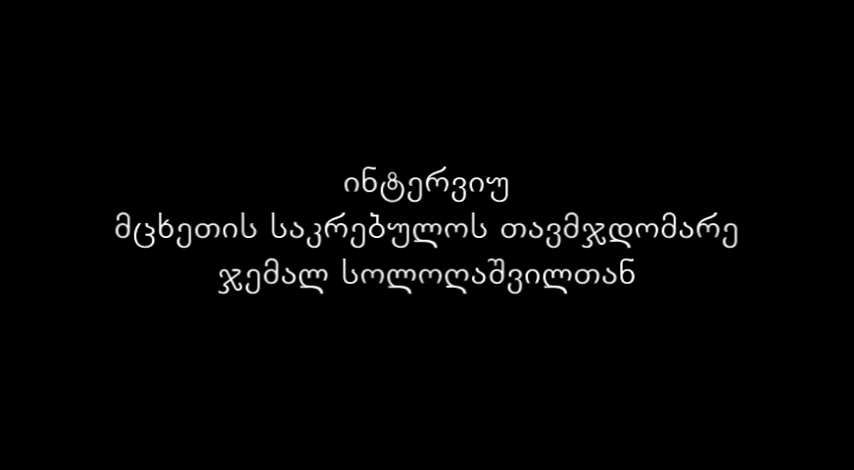 ინტერვიუ
მცხეთის საკრებულოს თავმჯდომარე
ჯემალ სოლოღაშვილთან